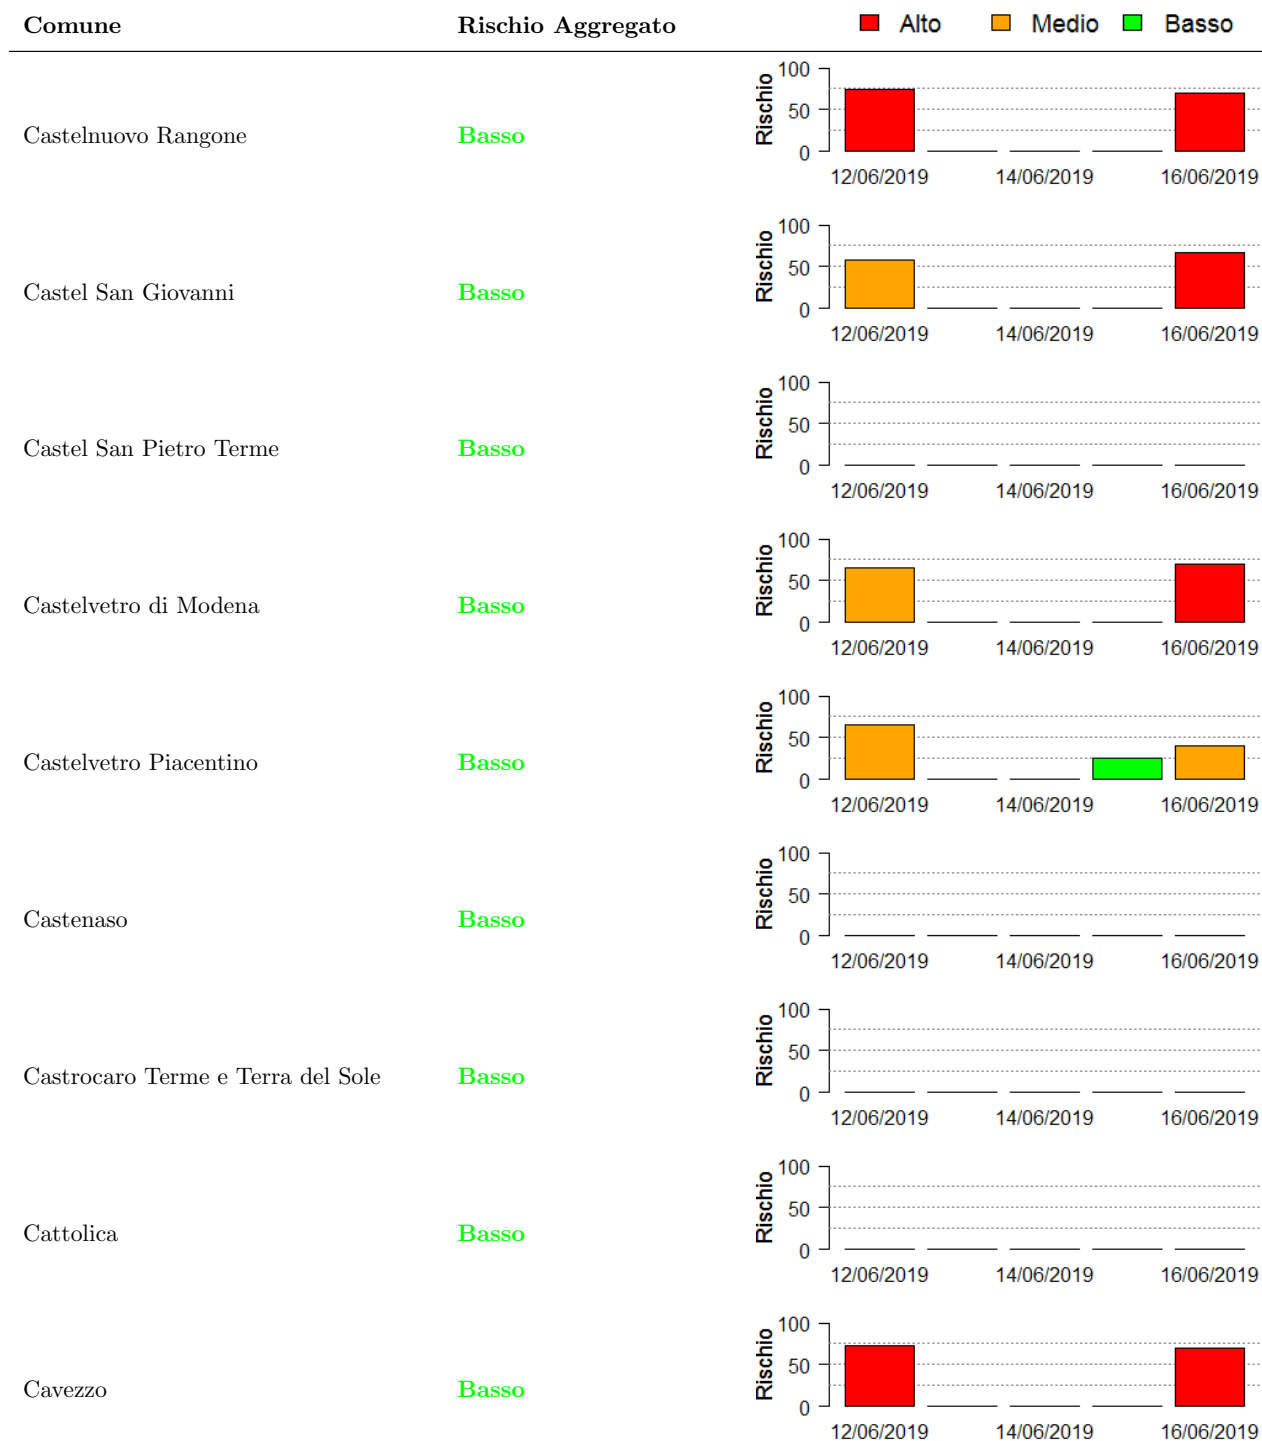 Comune Rischio Aggregato Alto Medio Basso
100
50
0
Rischio
Castelnuovo Rangone Basso
12/06/2019 14/06/2019 16/06/2019
100
50
0
Rischio
Castel San Giovanni Basso
12/06/2019 14/06/2019 16/06/2019
100
50
0
Rischio
Castel San Pietro Terme Basso
12/06/2019 14/06/2019 16/06/2019
100
50
0
Rischio
Castelvetro di Modena Basso
12/06/2019 14/06/2019 16/06/2019
100
50
0
Rischio
Castelvetro Piacentino Basso
12/06/2019 14/06/2019 16/06/2019
100
50
0
Rischio
Castenaso Basso
12/06/2019 14/06/2019 16/06/2019
100
50
0
Rischio
Castrocaro Terme e Terra del Sole Basso
12/06/2019 14/06/2019 16/06/2019
100
50
0
Rischio
Cattolica Basso
12/06/2019 14/06/2019 16/06/2019
100
50
0
Rischio
Cavezzo Basso
12/06/2019 14/06/2019 16/06/2019